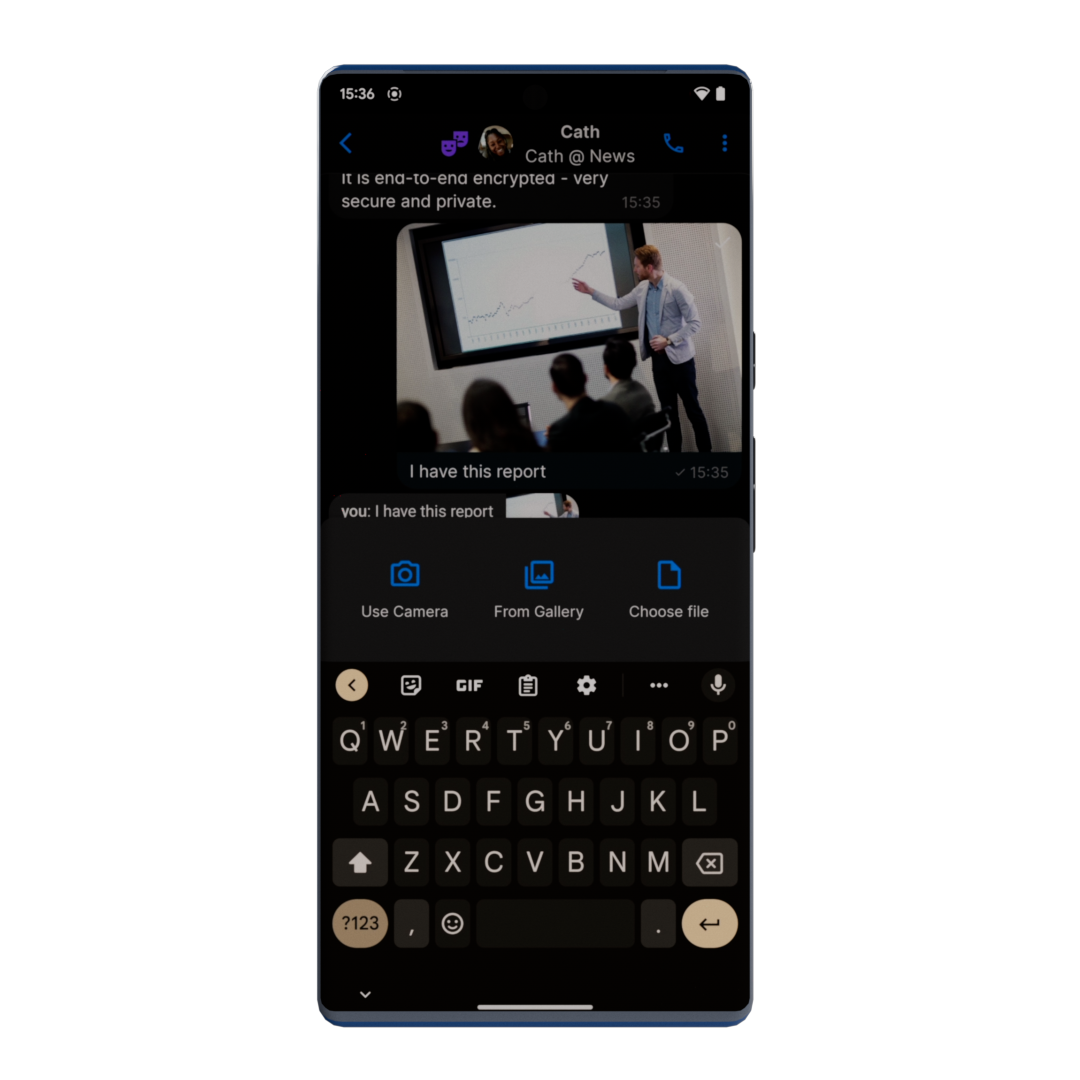 15:36
Cath
Cath @ News
It is end-to-end encrypted - very
secure and private.
15:35
I have this report
15:35
you: I have this report
Use Camera
From Gallery
Choose file
GIF
Q1 W2 E3 R4 T5 Y6 U7 I8 O9 P0
A S D F G H J K L
Z X C V B N M
?123 , .